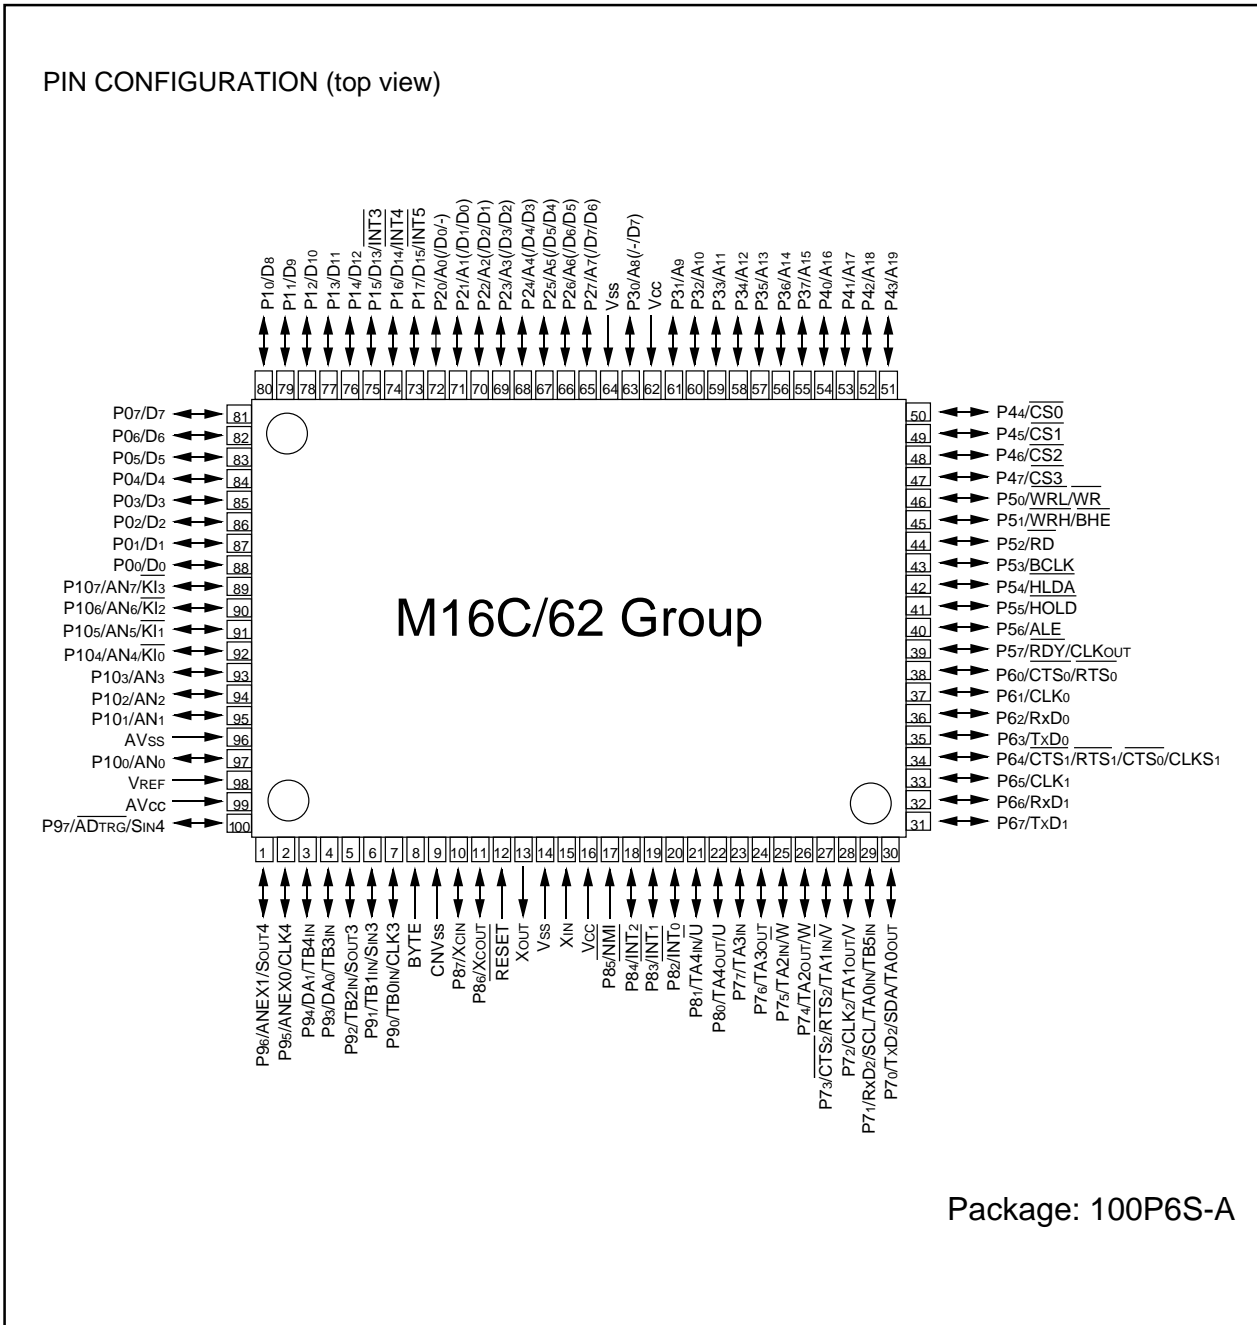 PIN CONFIGURATION (top view)
P10/D8
P11/D9
P12/D10
P13/D11
P14/D12
P15/D13/INT3
P16/D14/INT4
P17/D15/INT5
P20/A0(/D0/-)
P21/A1(/D1/D0)
P22/A2(/D2/D1)
P23/A3(/D3/D2)
P24/A4(/D4/D3)
P25/A5(/D5/D4)
P26/A6(/D6/D5)
P27/A7(/D7/D6)
Vss
P30/A8(/-/D7)
Vcc
P31/A9
P32/A10
P33/A11
P34/A12
P35/A13
P36/A14
P37/A15
P40/A16
P41/A17
P42/A18
P43/A19
80 79 78 77 76 75 74 73 72 71 70 69 68 67 66 65 64 63 62 61 60 59 58 57 56 55 54 53 52 51
P07/D7 81
P06/D6 82
P05/D5 83
P04/D4 84
P03/D3 85
P02/D2 86
P01/D1 87
P00/D0 88
P107/AN7/KI3 89
P106/AN6/KI2 90
P105/AN5/KI1 91
P104/AN4/KI0 92
P103/AN3 93
P102/AN2 94
P101/AN1 95
AVss 96
P100/AN0 97
VREF 98
AVcc 99
P97/ADTRG/SIN4 100
M16C/62 Group
50 P44/CS0
49 P45/CS1
48 P46/CS2
47 P47/CS3
46 P50/WRL/WR
45 P51/WRH/BHE
44 P52/RD
43 P53/BCLK
42 P54/HLDA
41 P55/HOLD
40 P56/ALE
39 P57/RDY/CLKOUT
38 P60/CTS0/RTS0
37 P61/CLK0
36 P62/RxD0
35 P63/TxD0
34 P64/CTS1/RTS1/CTS0/CLKS1
33 P65/CLK1
32 P66/RxD1
31 P67/TxD1
1 2 3 4 5 6 7 8 9 10 11 12 13 14 15 16 17 18 19 20 21 22 23 24 25 26 27 28 29 30
P96/ANEX1/SOUT4
P95/ANEX0/CLK4
P94/DA1/TB4IN
P93/DA0/TB3IN
P92/TB2IN/SOUT3
P91/TB1IN/SIN3
P90/TB0IN/CLK3
BYTE
CNVss
P87/XCIN
P86/XCOUT
RESET
XOUT
Vss
XIN
Vcc
P85/NMI
P84/INT2
P83/INT1
P82/INT0
P81/TA4IN/U
P80/TA4OUT/U
P77/TA3IN
P76/TA3OUT
P75/TA2IN/W
P74/TA2OUT/W
P73/CTS2/RTS2/TA1IN/V
P72/CLK2/TA1OUT/V
P71/RxD2/SCL/TA0IN/TB5IN
P70/TxD2/SDA/TA0OUT
Package: 100P6S-A